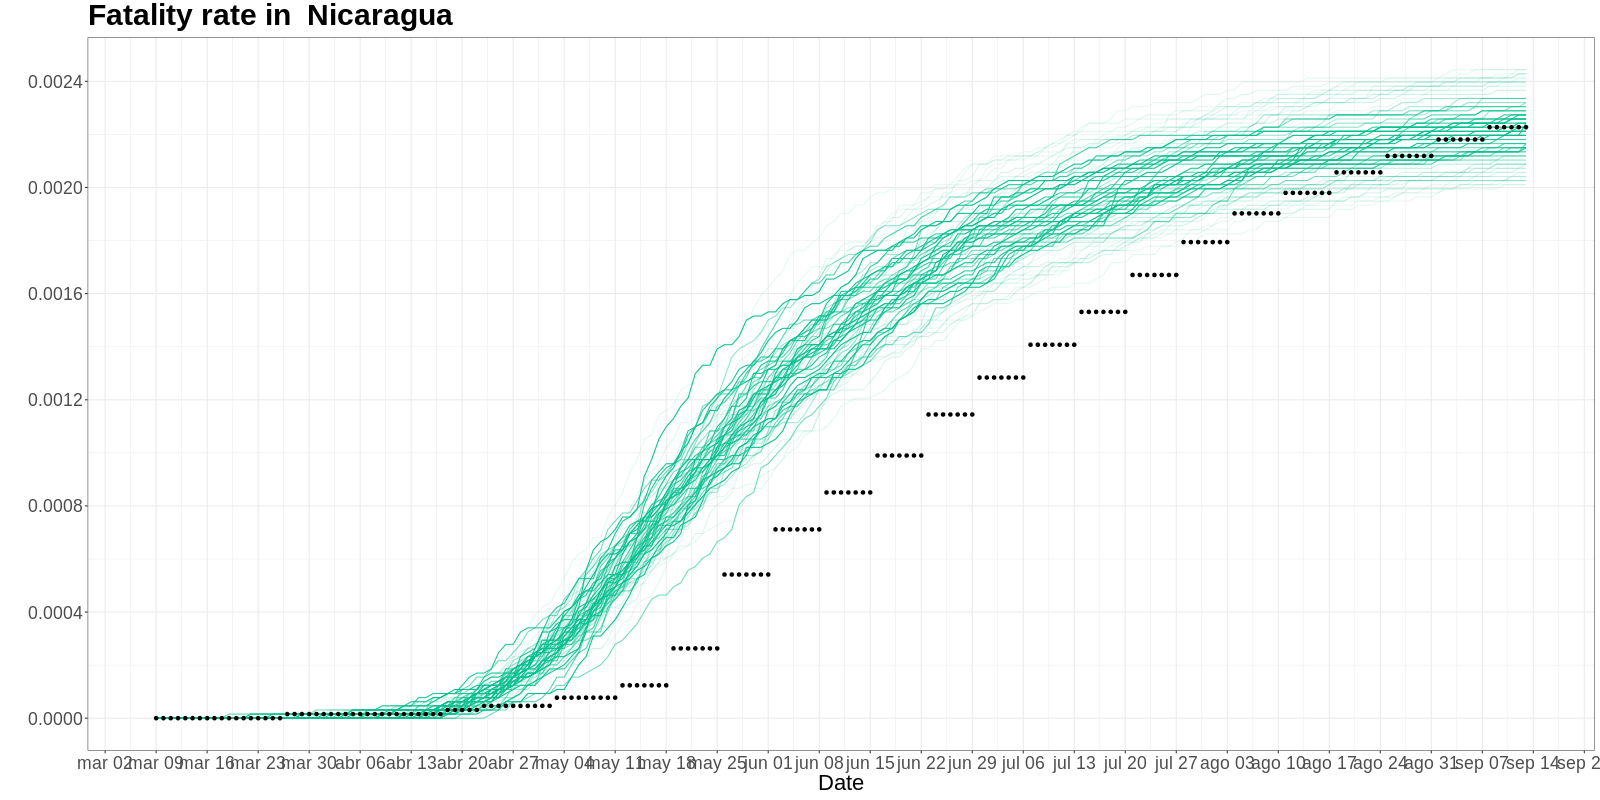 Fatality rate in  Nicaragua
0.0024
0.0020
0.0016
0.0012
0.0008
0.0004
0.0000
mar 02 mar 09 mar 16 mar 23 mar 30 abr 06 abr 13 abr 20 abr 27 may 04 may 11 may 18 may 25 jun 01 jun 08 jun 15 jun 22 jun 29 jul 06 jul 13 jul 20 jul 27 ago 03 ago 10 ago 17 ago 24 ago 31 sep 07 sep 14 sep 2
Date